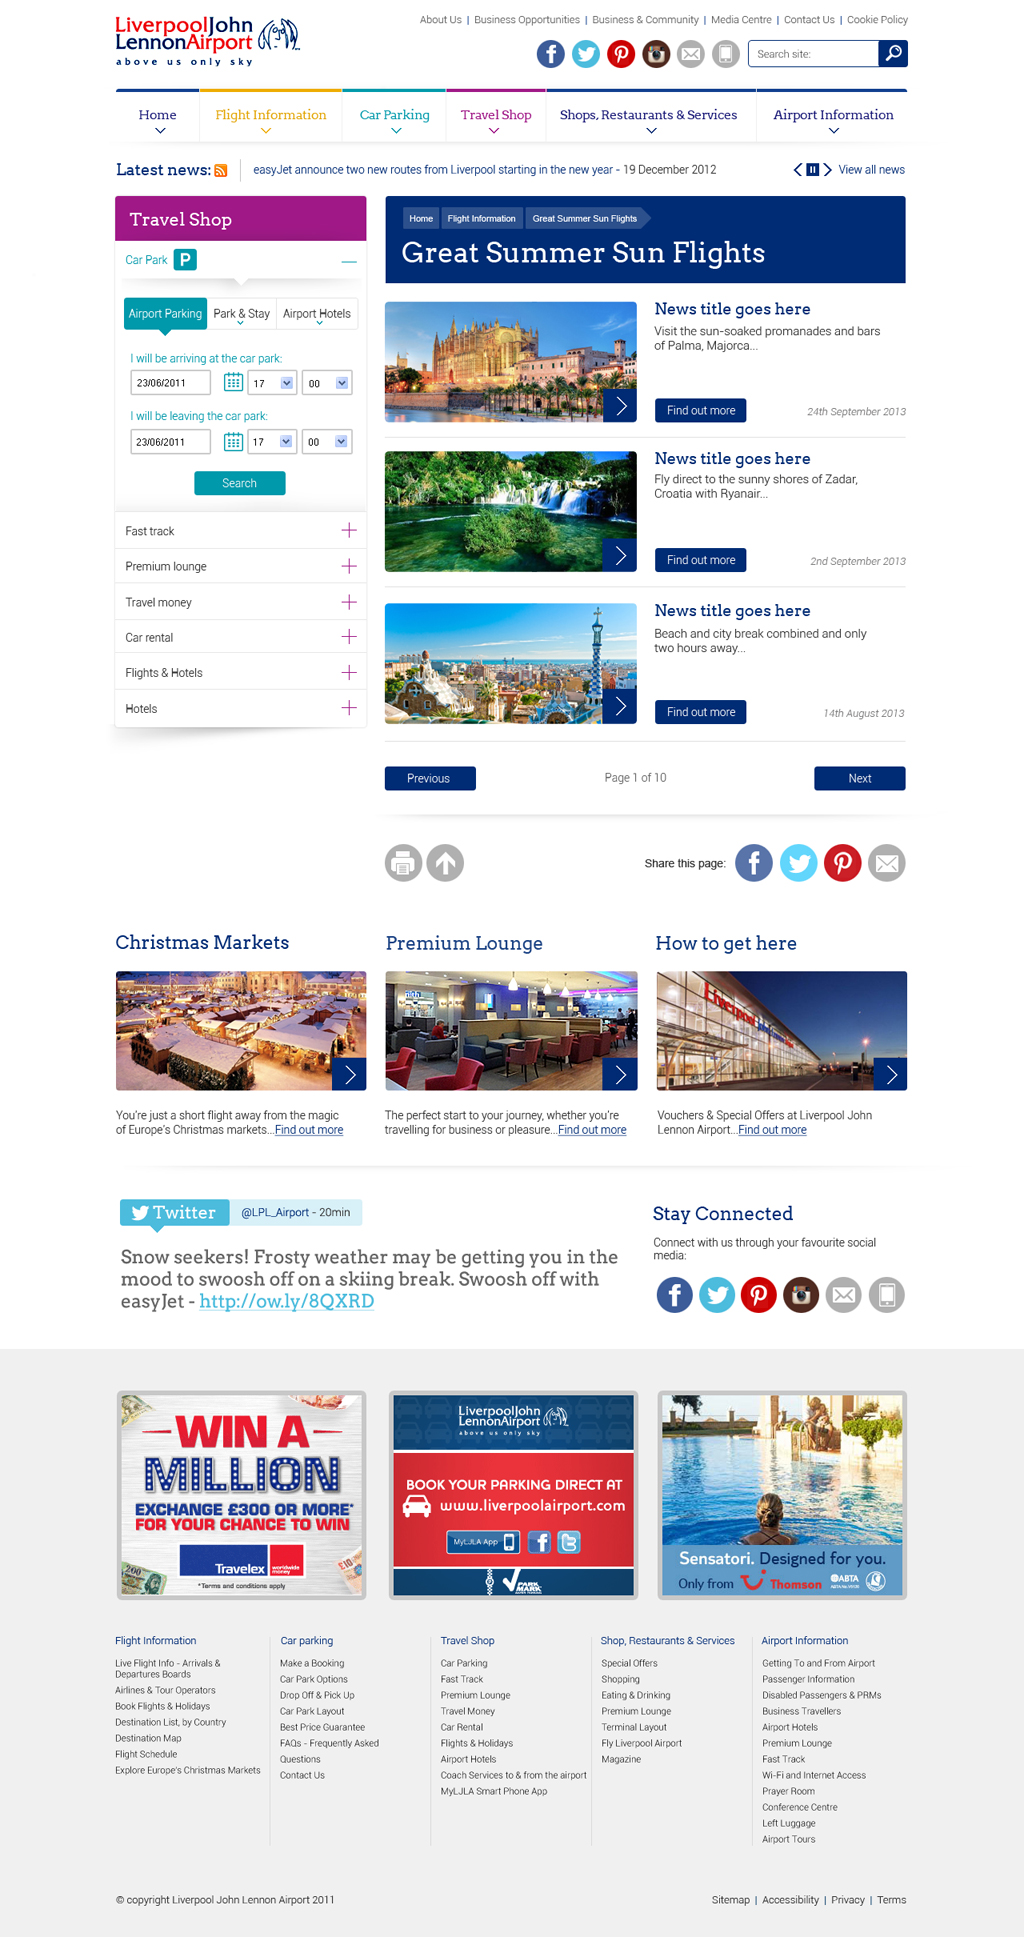 LiverpoolJohn
LennonAirport
above us only sky
About Us | Business Opportunities | Business & Community | Media Centre | Contact Us | Cookie Policy
Search site:
Home
Flight Information
Car Parking
Travel Shop
Shops, Restaurants & Services
Airport Information
Latest news:
easyJet announce two new routes from Liverpool starting in the new year - 19 December 2012
View all news
Travel Shop
Car Park P
Airport Parking
Park & Stay
Airport Hotels
I will be arriving at the car park:
23/06/2011
17
00
I will be leaving the car park:
23/06/2011
17
00
Search
Fast track
Premium lounge
Travel money
Car rental
Flights & Hotels
Hotels
Home
Flight Information
Great Summer Sun Flights
Great Summer Sun Flights
News title goes here
Visit the sun-soaked promanades and bars
of Palma, Majorca...
Find out more
24th September 2013
News title goes here
Fly direct to the sunny shores of Zadar,
Croatia with Ryanair...
Find out more
2nd September 2013
News title goes here
Beach and city break combined and only
two hours away...
Find out more
14th August 2013
Previous
Page 1 of 10
Next
Share this page:
Christmas Markets
You're just a short flight away from the magic
of Europe's Christmas markets...Find out more
Premium Lounge
The perfect start to your journey, whether you're
travelling for business or pleasure...Find out more
How to get here
Liverpool John Lennon Airport
Vouchers & Special Offers at Liverpool John
Lennon Airport...Find out more
Twitter
@LPL_Airport - 20min
Snow seekers! Frosty weather may be getting you in the
mood to swoosh off on a skiing break. Swoosh off with
easyJet - http://ow.ly/8QXRD
Stay Connected
Connect with us through your favourite social
media:
WIN A
MILLION
EXCHANGE £300 OR MORE*
FOR YOUR CHANCE TO WIN
Travelex worldwide money
*Terms and conditions apply
200
£10
LiverpoolJohn
LennonAirport
above us only sky
BOOK YOUR PARKING DIRECT AT
www.liverpoolairport.com
MyLJLA App
PARK
MARK
Sensatori. Designed for you.
Only from Thomson
ABTA
Flight Information
Live Flight Info - Arrivals &
Departures Boards
Airlines & Tour Operators
Book Flights & Holidays
Destination List, by Country
Destination Map
Flight Schedule
Explore Europe's Christmas Markets
Car parking
Make a Booking
Car Park Options
Drop Off & Pick Up
Car Park Layout
Best Price Guarantee
FAQs - Frequently Asked
Questions
Contact Us
Travel Shop
Car Parking
Fast Track
Premium Lounge
Travel Money
Car Rental
Flights & Holidays
Airport Hotels
Coach Services to & from the airport
MyLJLA Smart Phone App
Shop, Restaurants & Services
Special Offers
Shopping
Eating & Drinking
Premium Lounge
Terminal Layout
Fly Liverpool Airport
Magazine
Airport Information
Getting To and From Airport
Passenger Information
Disabled Passengers & PRMs
Business Travellers
Airport Hotels
Premium Lounge
Fast Track
Wi-Fi and Internet Access
Prayer Room
Conference Centre
Left Luggage
Airport Tours
© copyright Liverpool John Lennon Airport 2011
Sitemap | Accessibility | Privacy | Terms